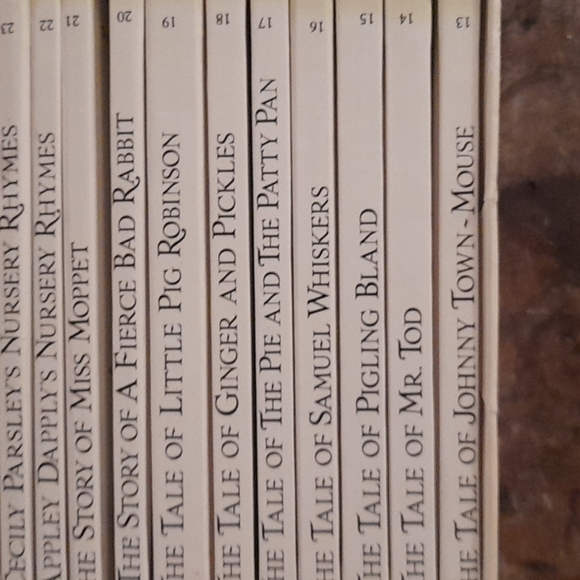 CECILY PARSLEY'S NURSERY RHYMES 23
APPLEY DAPPLY'S NURSERY RHYMES 22
HE STORY OF MISS MOPPET 21
THE STORY OF A FIERCE BAD RABBIT 20
HE TALE OF LITTLE PIG ROBINSON 19
HE TALE OF GINGER AND PICKLES 18
HE TALE OF THE PIE AND THE PATTY PAN 17
HE TALE OF SAMUEL WHISKERS 16
HE TALE OF PIGLING BLAND 15
HE TALE OF MR. TOD 14
HE TALE OF JOHNNY TOWN-MOUSE 13